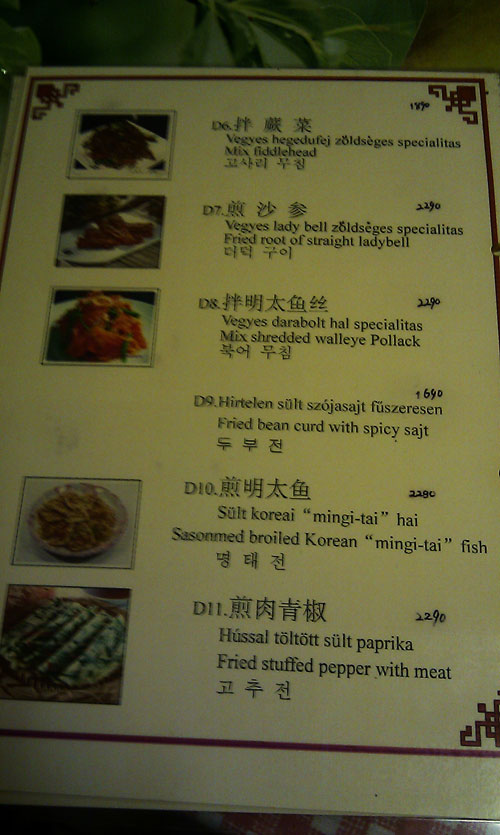 1890
D6.拌 蕨 菜
Vegyes hegedufej zőldsèges specialitas
Mix fiddlehead
고사리 무침
D7.煎 沙 参 2290
Vegyes lady bell zőldsèges specialitas
Fried root of straight ladybell
더덕 구이
D8.拌明太鱼丝 2290
Vegyes darabolt hal specialitas
Mix shredded walleye Pollack
북어 무침
1690
D9.Hirtelen sült szójasajt fűszeresen
Fried bean curd with spicy sajt
두 부 전
D10.煎明太鱼 2290
Sült koreai “mingi-tai” hai
Sasonmed broiled Korean “mingi-tai” fish
명 태 전
D11.煎肉青椒 2290
Hússal töltött sült paprika
Fried stuffed pepper with meat
고 추 전